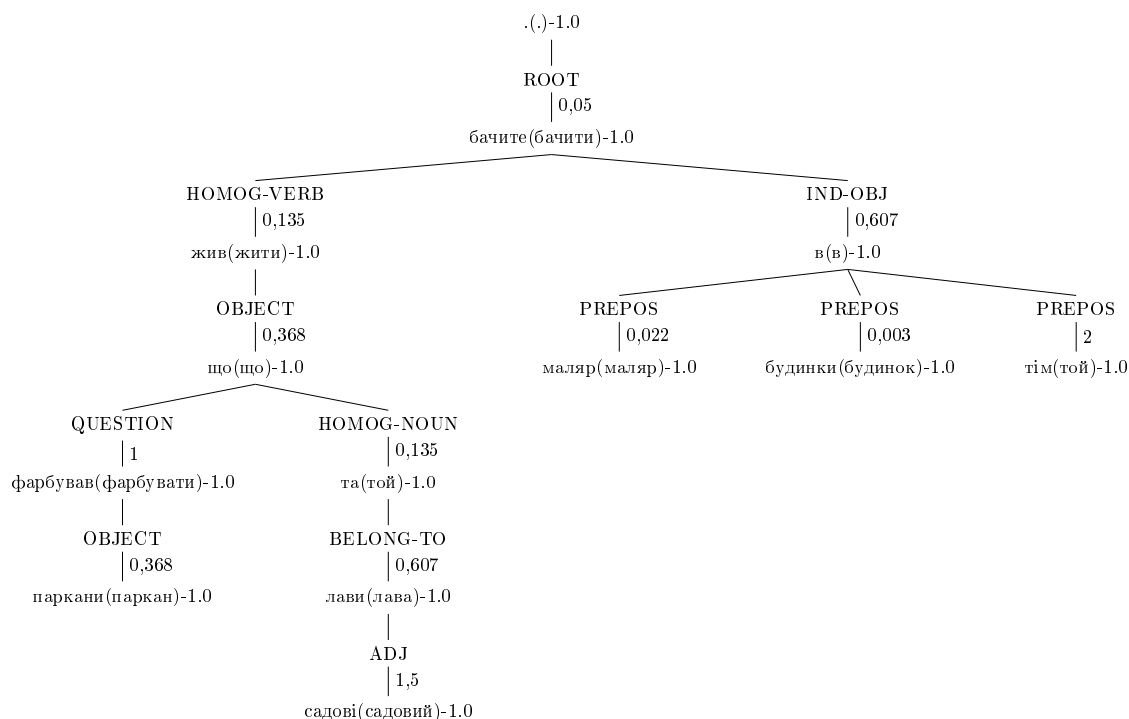 .(.)-1.0
ROOT
0,05
бачите(бачити)-1.0
HOMOG-VERB IND-OBJ
0,135 0,607
жив(жити)-1.0 в(в)-1.0
OBJECT PREPOS PREPOS PREPOS
0,368 0,022 0,003 2
що(що)-1.0 маляр(маляр)-1.0 будинки(будинок)-1.0 тім(той)-1.0
QUESTION HOMOG-NOUN
1 0,135
фарбував(фарбувати)-1.0 та(той)-1.0
OBJECT BELONG-TO
0,368 0,607
паркани(паркан)-1.0 лави(лава)-1.0
ADJ
1,5
садові(садовий)-1.0